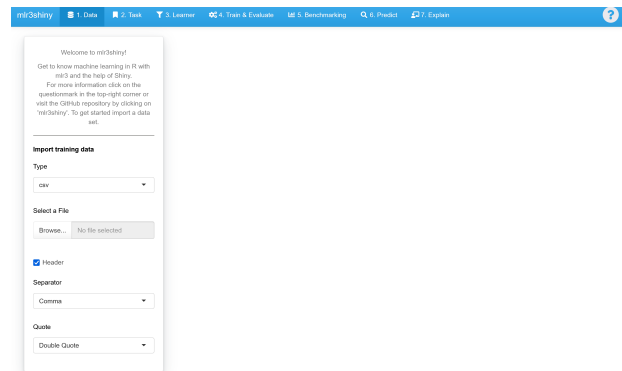 mlr3shiny 1. Data 2. Task 3. Learner 4. Train & Evaluate 5. Benchmarking 6. Predict 7. Explain ?
Welcome to mlr3shiny!
Get to know machine learning in R with
mlr3 and the help of Shiny.
For more information click on the
questionmark in the top-right corner or
visit the GitHub repository by clicking on
'mlr3shiny'. To get started import a data
set.
Import training data
Type
csv
Select a File
Browse... No file selected
Header
Separator
Comma
Quote
Double Quote